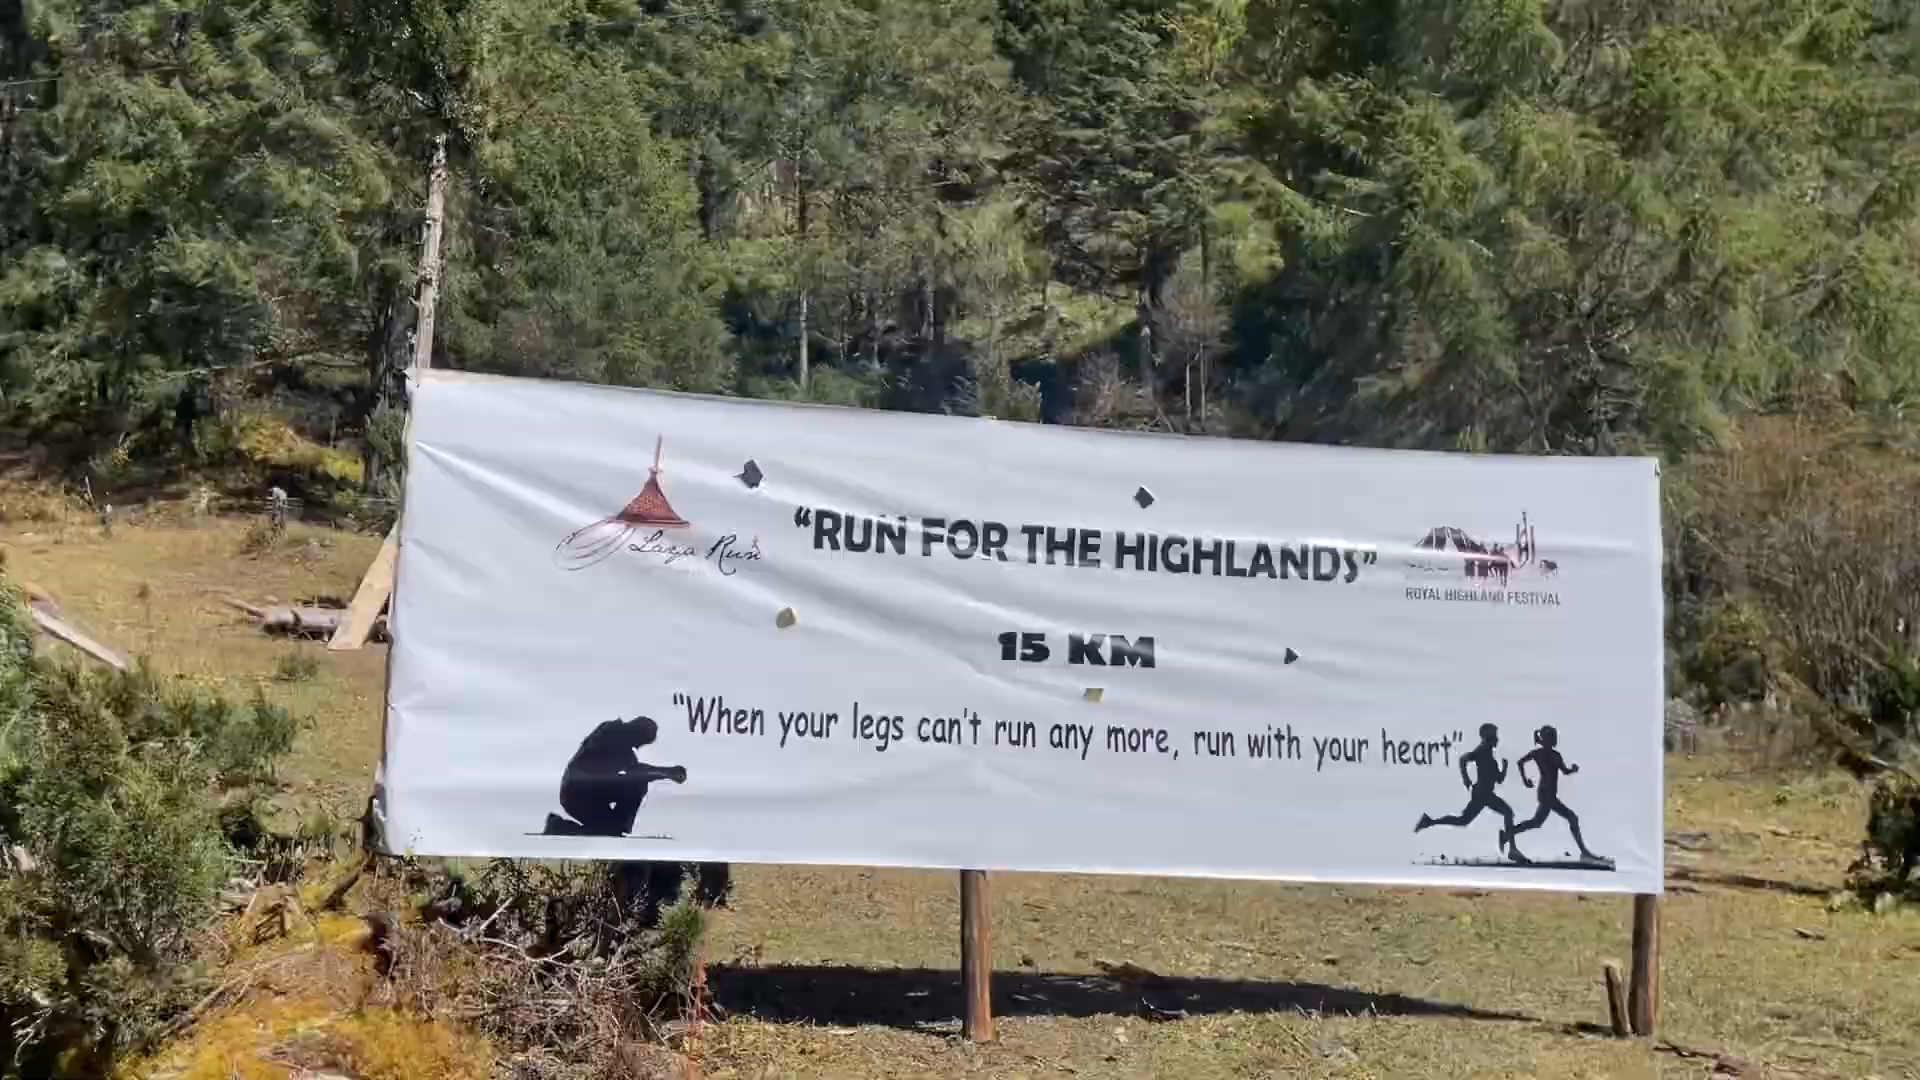 Laya Run
“RUN FOR THE HIGHLANDS”
ROYAL HIGHLAND FESTIVAL
15 KM
“When your legs can't run any more, run with your heart”